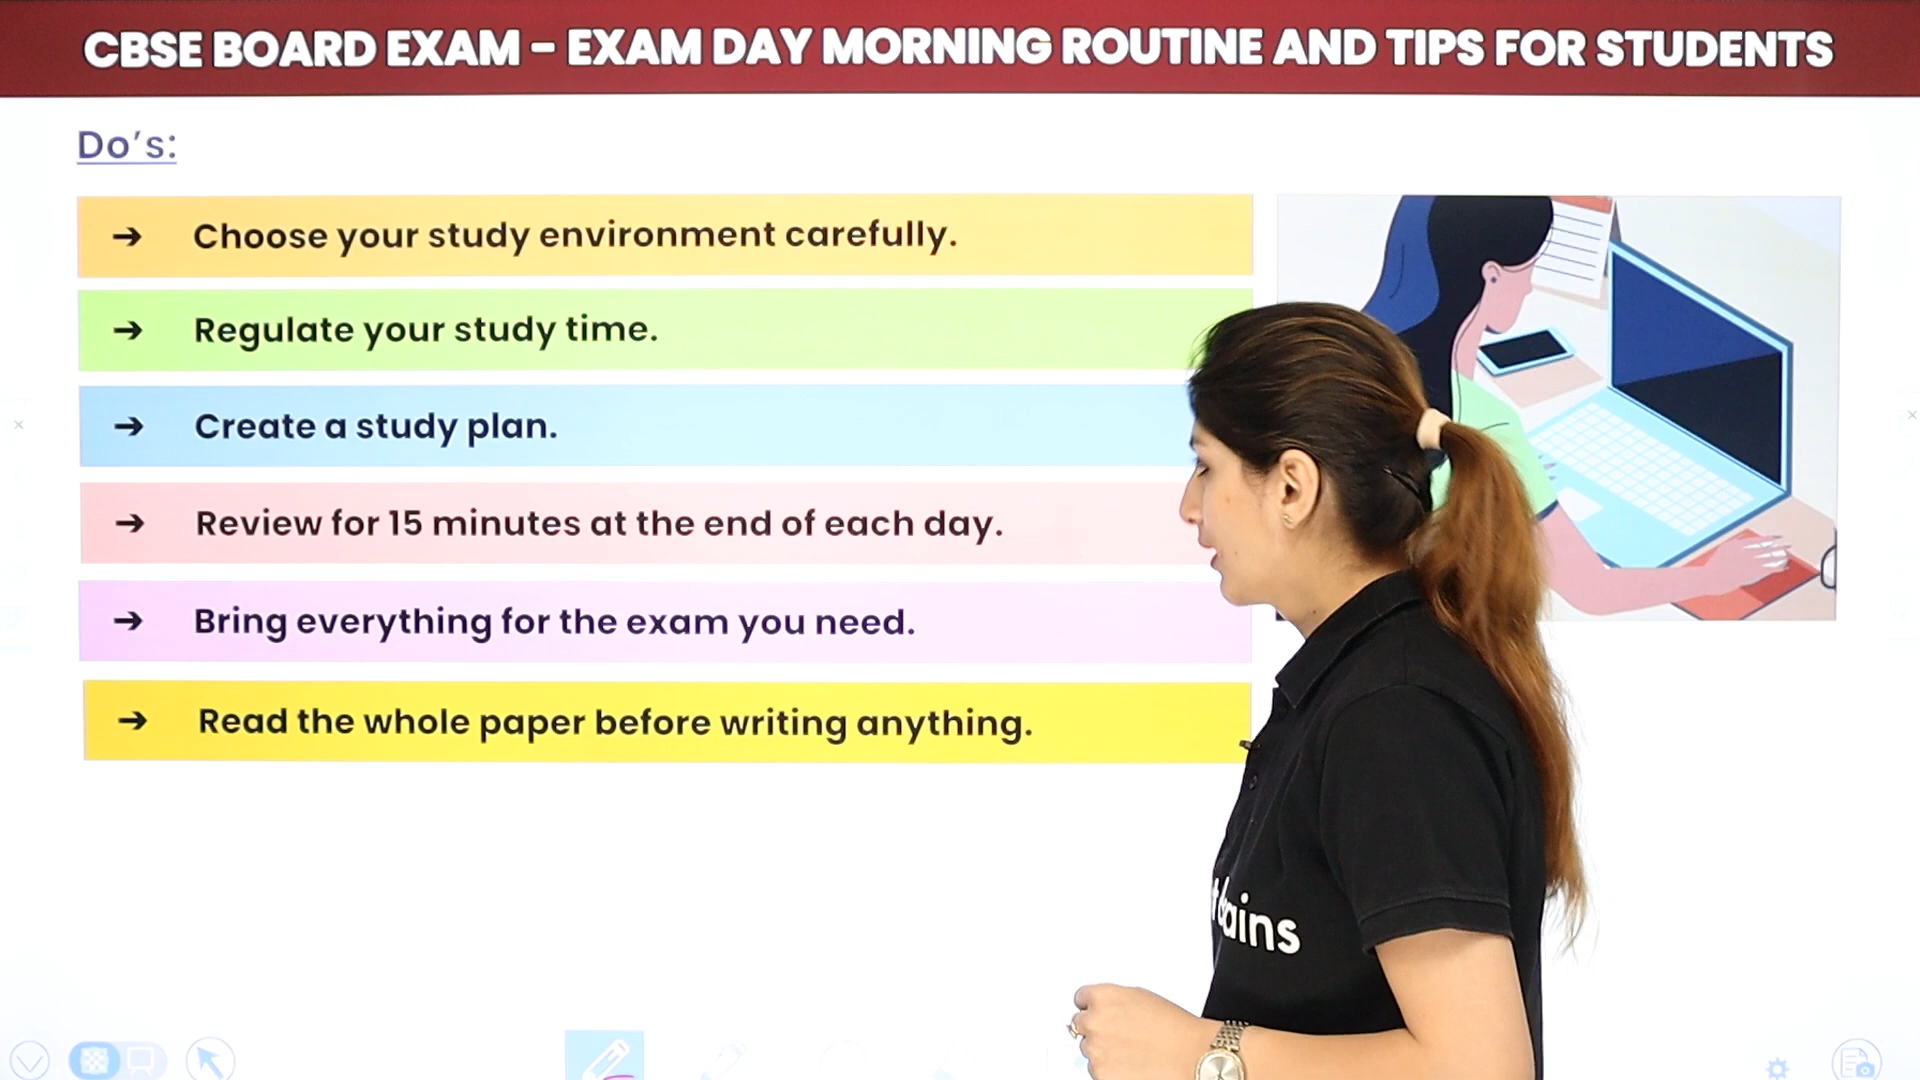 CBSE BOARD EXAM – EXAM DAY MORNING ROUTINE AND TIPS FOR STUDENTS
Do's:
➔ Choose your study environment carefully.
➔ Regulate your study time.
➔ Create a study plan.
➔ Review for 15 minutes at the end of each day.
➔ Bring everything for the exam you need.
➔ Read the whole paper before writing anything.